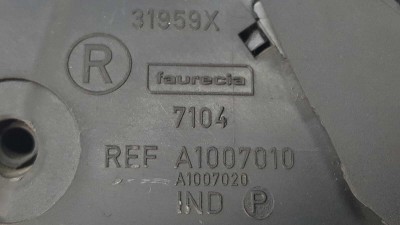 31959X
R faurecia
7104
REF A1007010
A1007020
IND P